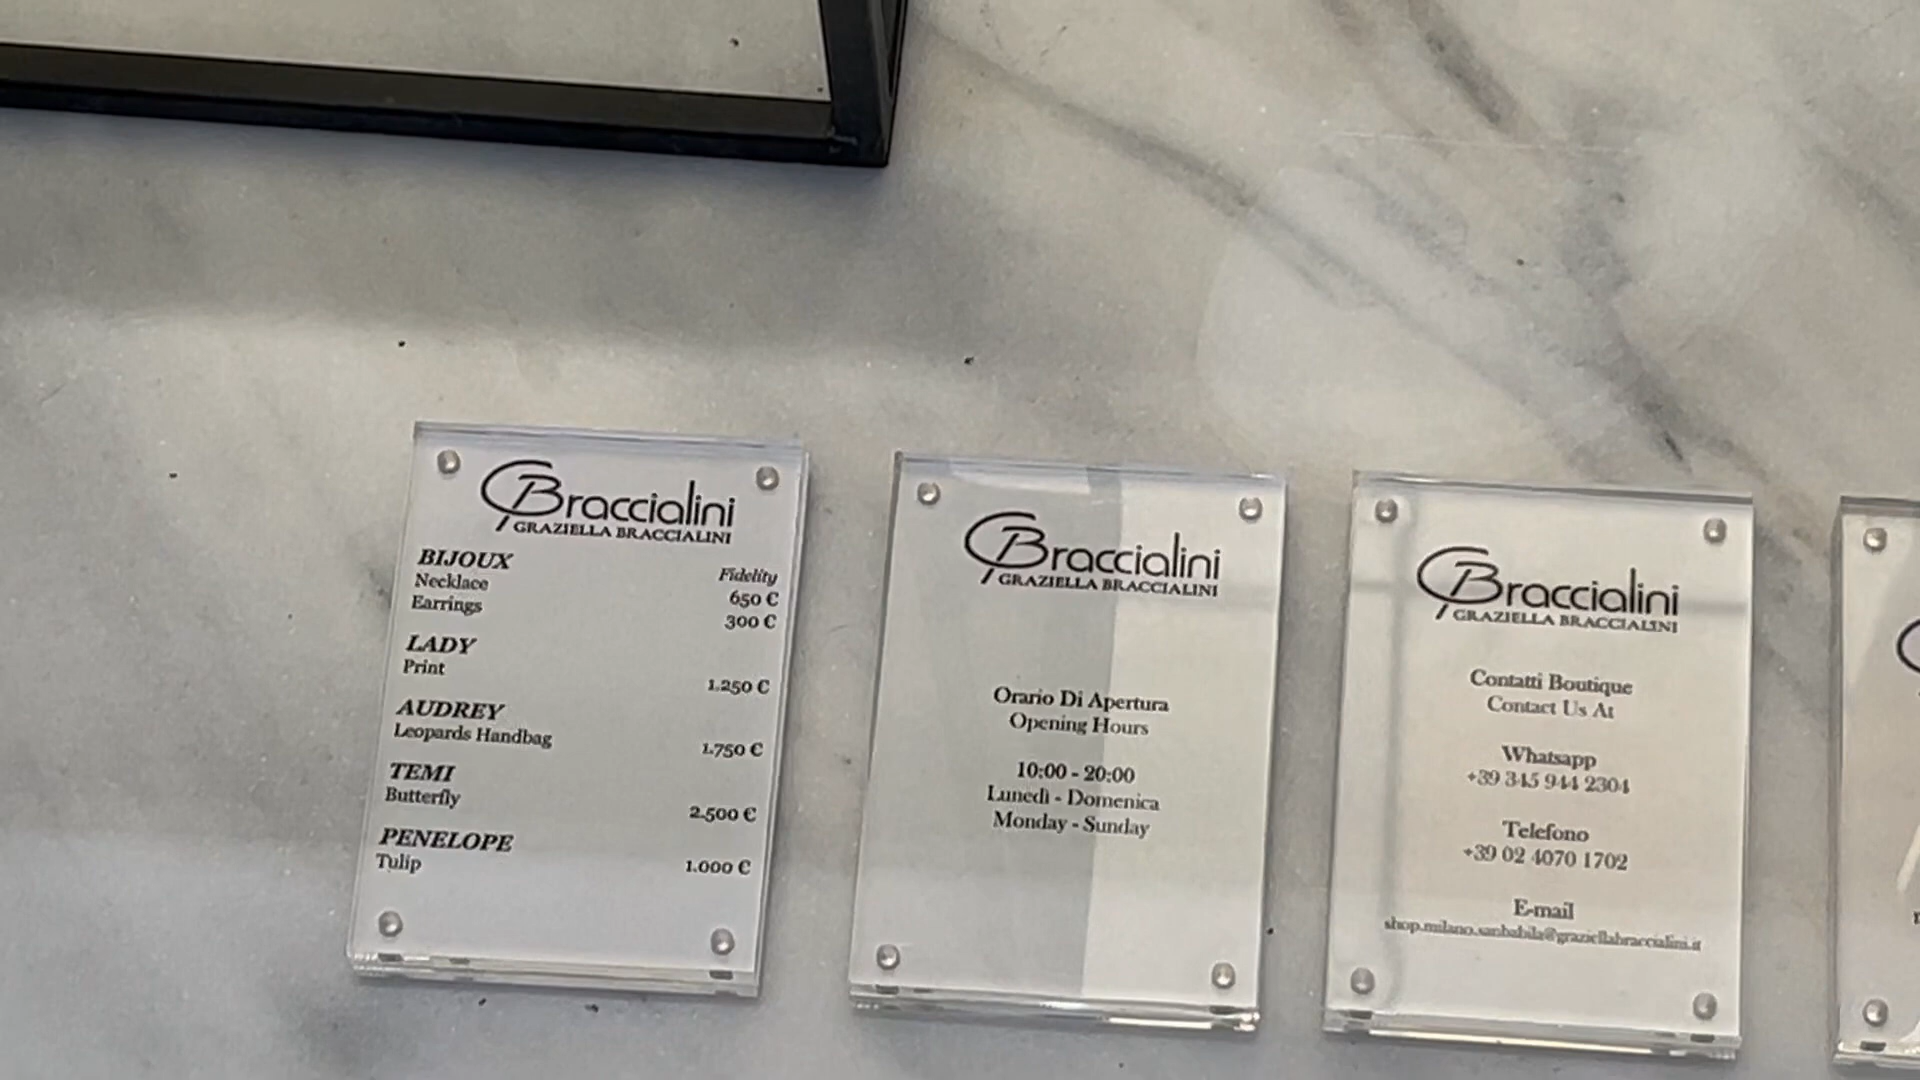 Braccialini
GRAZIELLA BRACCIALINI
BIJOUX
Fidelity
Necklace 650 €
Earrings 300 €
LADY
Print 1.250 €
AUDREY
Leopards Handbag 1.750 €
TEMI
Butterfly 2.500 €
PENELOPE
Tulip 1.000 €
Braccialini
GRAZIELLA BRACCIALINI
Orario Di Apertura
Opening Hours
10:00 - 20:00
Lunedì - Domenica
Monday - Sunday
Braccialini
GRAZIELLA BRACCIALINI
Contatti Boutique
Contact Us At
Whatsapp
+39 345 944 2304
Telefono
+39 02 4070 1702
E-mail
shop.milano.sanbabila@graziellabraccialini.it